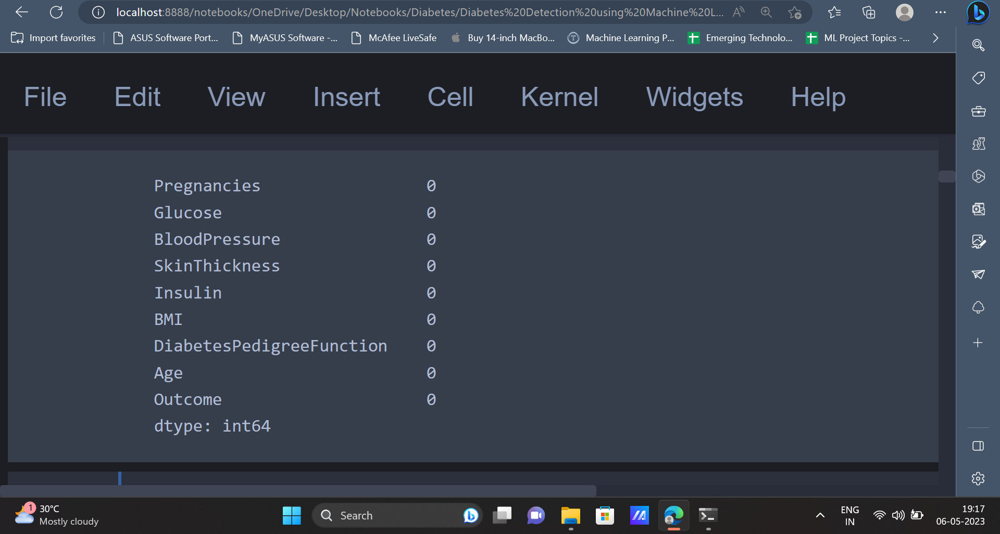 localhost:8888/notebooks/OneDrive/Desktop/Notebooks/Diabetes/Diabetes%20Detection%20using%20Machine%20L...
Import favorites ASUS Software Port... MyASUS Software -... McAfee LiveSafe Buy 14-inch MacBo... Machine Learning P... Emerging Technolo... ML Project Topics -...
File Edit View Insert Cell Kernel Widgets Help
Pregnancies 0
Glucose 0
BloodPressure 0
SkinThickness 0
Insulin 0
BMI 0
DiabetesPedigreeFunction 0
Age 0
Outcome 0
dtype: int64
1 30°C
Mostly cloudy
Search
ENG
IN
19:17
06-05-2023